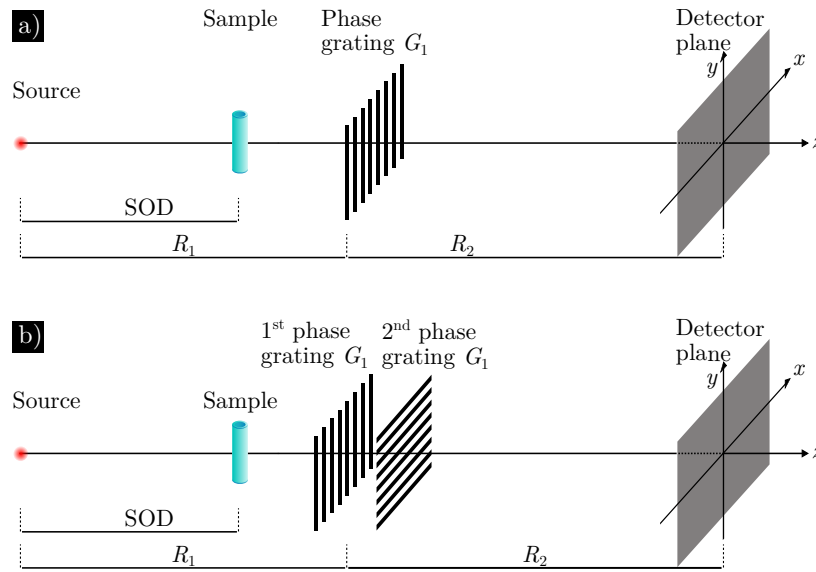 a)
Sample
Phase
grating G₁
Detector
plane
y
x
Source
z
SOD
R₁
R₂
b)
1ˢᵗ phase
grating G₁
2ⁿᵈ phase
grating G₁
Detector
plane
y
x
Source
Sample
z
SOD
R₁
R₂